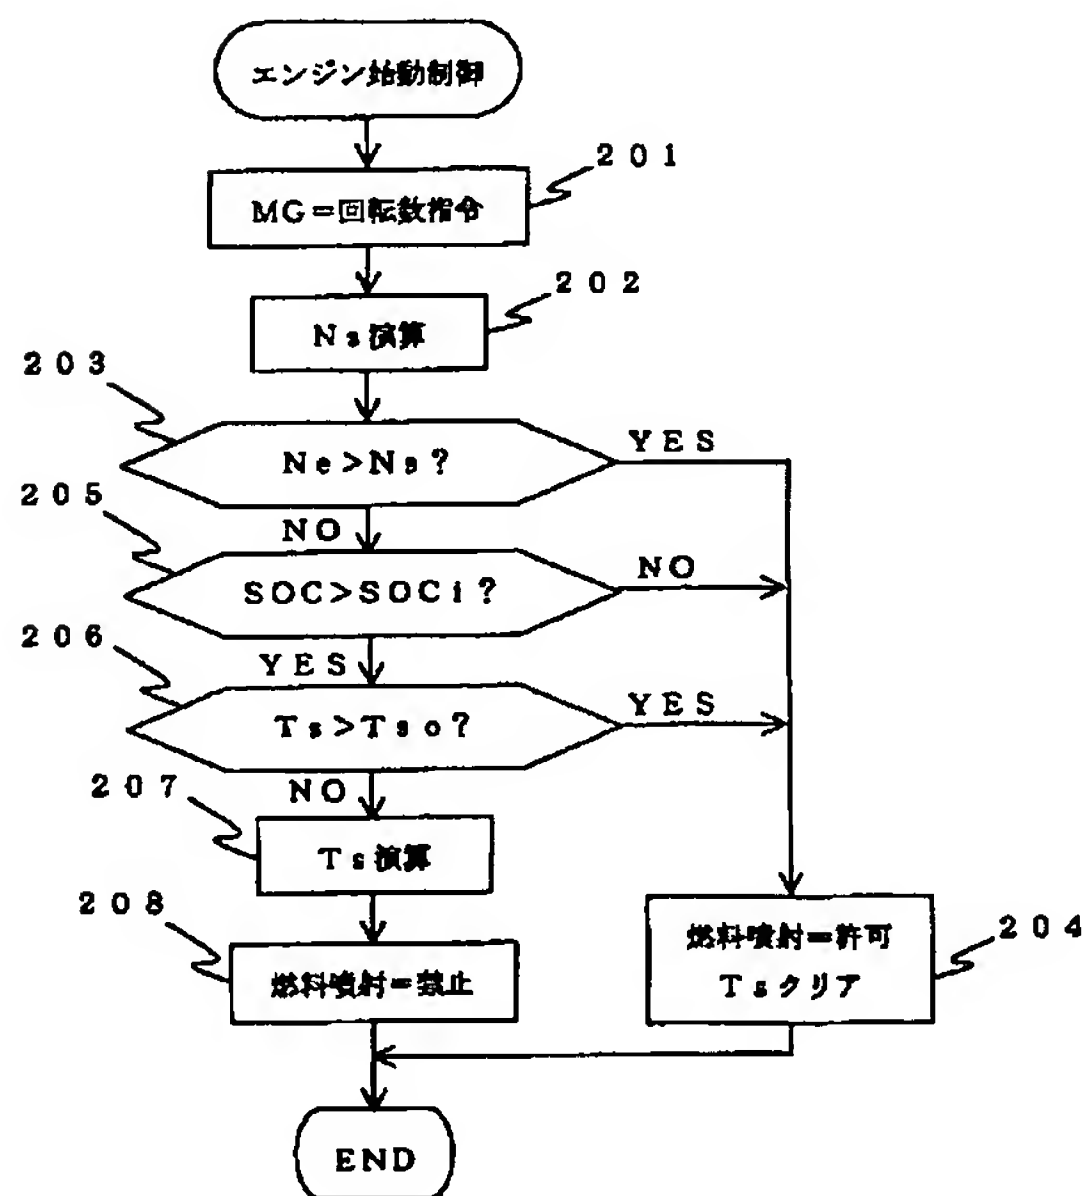 エンジン始動制御
201
MG=回転数指令
202
Ns演算
203
Ne>Ns?
YES
205
NO
SOC>SOCi?
NO
206
YES
Ts>Tso?
YES
207
NO
Ts演算
208
燃料噴射=禁止
燃料噴射=許可
Tsクリア
204
END